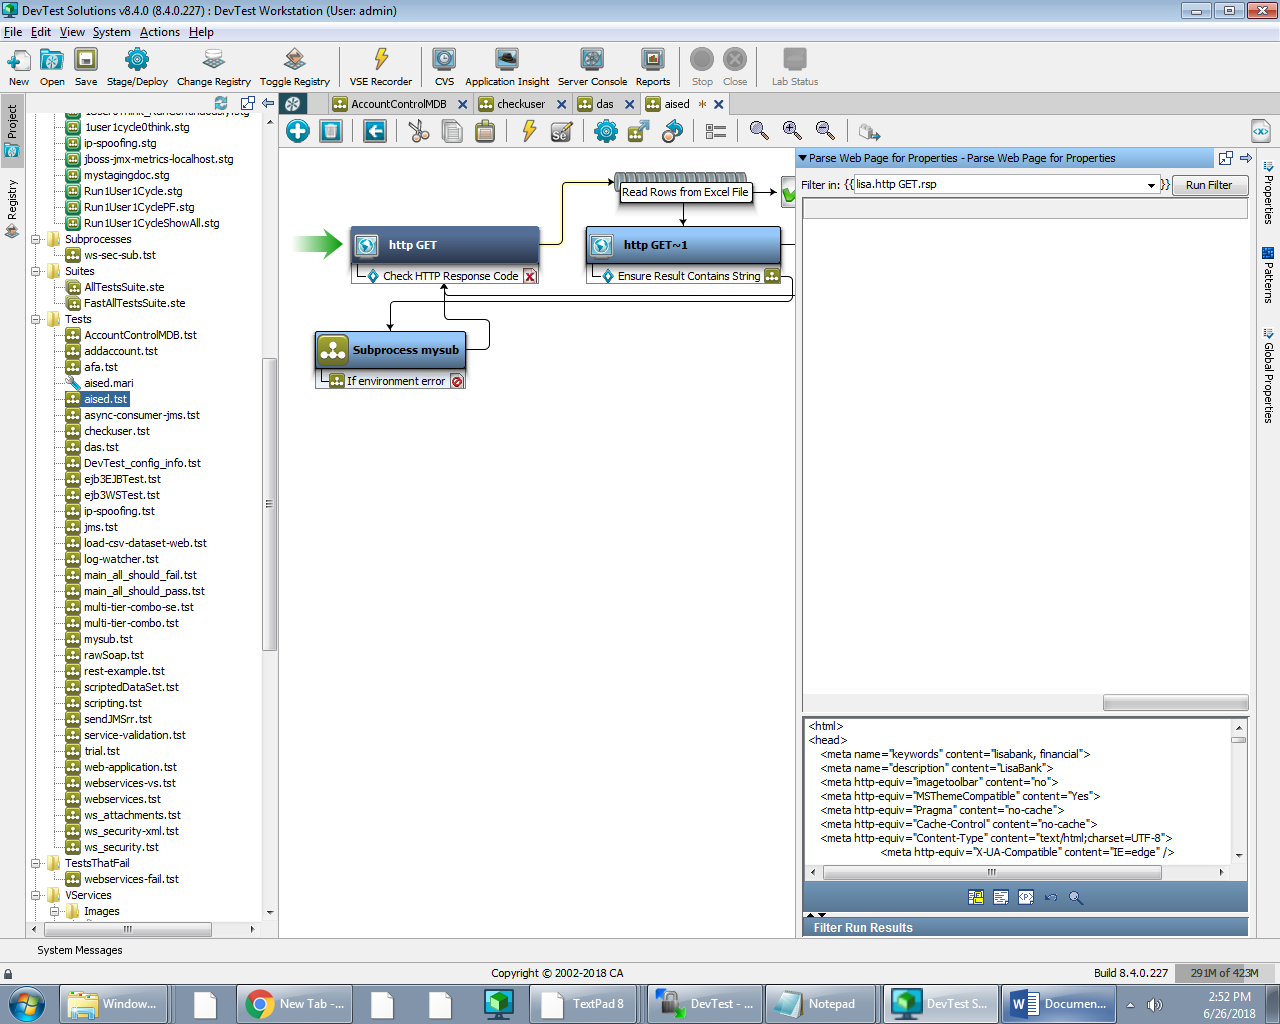 DevTest Solutions v8.4.0 (8.4.0.227) : DevTest Workstation (User: admin)
File Edit View System Actions Help
New Open Save Stage/Deploy Change Registry Toggle Registry VSE Recorder CVS Application Insight Server Console Reports Stop Close Lab Status
Project
Registry
1user1cycle0think.stg
ip-spoofing.stg
jboss-jmx-metrics-localhost.stg
mystagingdoc.stg
Run1User1Cycle.stg
Run1User1CyclePF.stg
Run1User1CycleShowAll.stg
Subprocesses
ws-sec-sub.tst
Suites
AllTestsSuite.ste
FastAllTestsSuite.ste
Tests
AccountControlMDB.tst
addaccount.tst
afa.tst
aised.mari
aised.tst
async-consumer-jms.tst
checkuser.tst
das.tst
DevTest_config_info.tst
ejb3EJBTest.tst
ejb3WSTest.tst
ip-spoofing.tst
jms.tst
load-csv-dataset-web.tst
log-watcher.tst
main_all_should_fail.tst
main_all_should_pass.tst
multi-tier-combo-se.tst
multi-tier-combo.tst
mysub.tst
rawSoap.tst
rest-example.tst
scriptedDataSet.tst
scripting.tst
sendJMSrr.tst
service-validation.tst
trial.tst
web-application.tst
webservices-vs.tst
webservices.tst
ws_attachments.tst
ws_security-xml.tst
ws_security.tst
TestsThatFail
webservices-fail.tst
VServices
Images
AccountControlMDB checkuser das aised
Read Rows from Excel File
http GET
Check HTTP Response Code
http GET~1
Ensure Result Contains String
Subprocess mysub
If environment error
Parse Web Page for Properties - Parse Web Page for Properties
Filter in: {{lisa.http GET.rsp}} Run Filter
<html>
<head>
<meta name="keywords" content="lisabank, financial">
<meta name="description" content="LisaBank">
<meta http-equiv="imagetoolbar" content="no">
<meta http-equiv="MSThemeCompatible" content="Yes">
<meta http-equiv="Pragma" content="no-cache">
<meta http-equiv="Cache-Control" content="no-cache">
<meta http-equiv="Content-Type" content="text/html;charset=UTF-8">
<meta http-equiv="X-UA-Compatible" content="IE=edge" />
Filter Run Results
Properties
Data Patterns
Global Properties
System Messages
Copyright © 2002-2018 CA
Build 8.4.0.227 291M of 423M
Window... New Tab -... TextPad 8 DevTest - ... Notepad DevTest S... Documen...
2:52 PM
6/26/2018